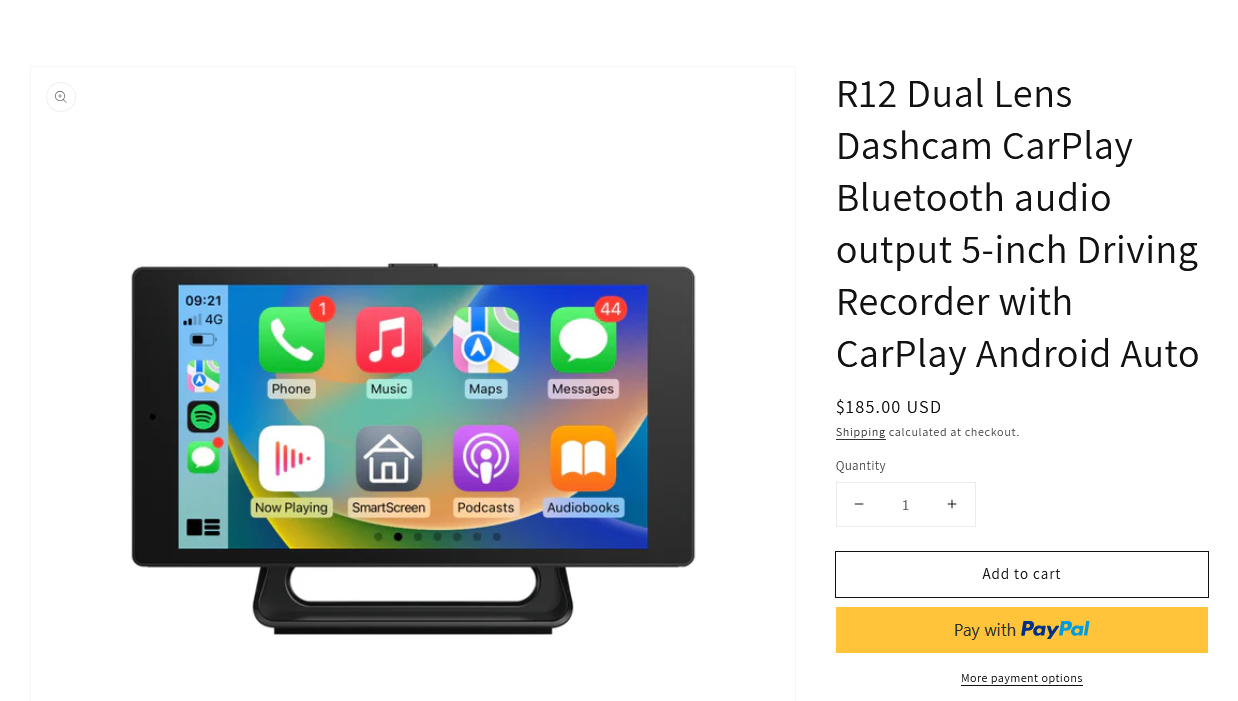 R12 Dual Lens
Dashcam CarPlay
Bluetooth audio
output 5-inch Driving
Recorder with
CarPlay Android Auto
$185.00 USD
Shipping calculated at checkout.
Quantity
− 1 +
Add to cart
Pay with PayPal
More payment options
09:21
4G
1
44
Phone
Music
Maps
Messages
Now Playing
SmartScreen
Podcasts
Audiobooks